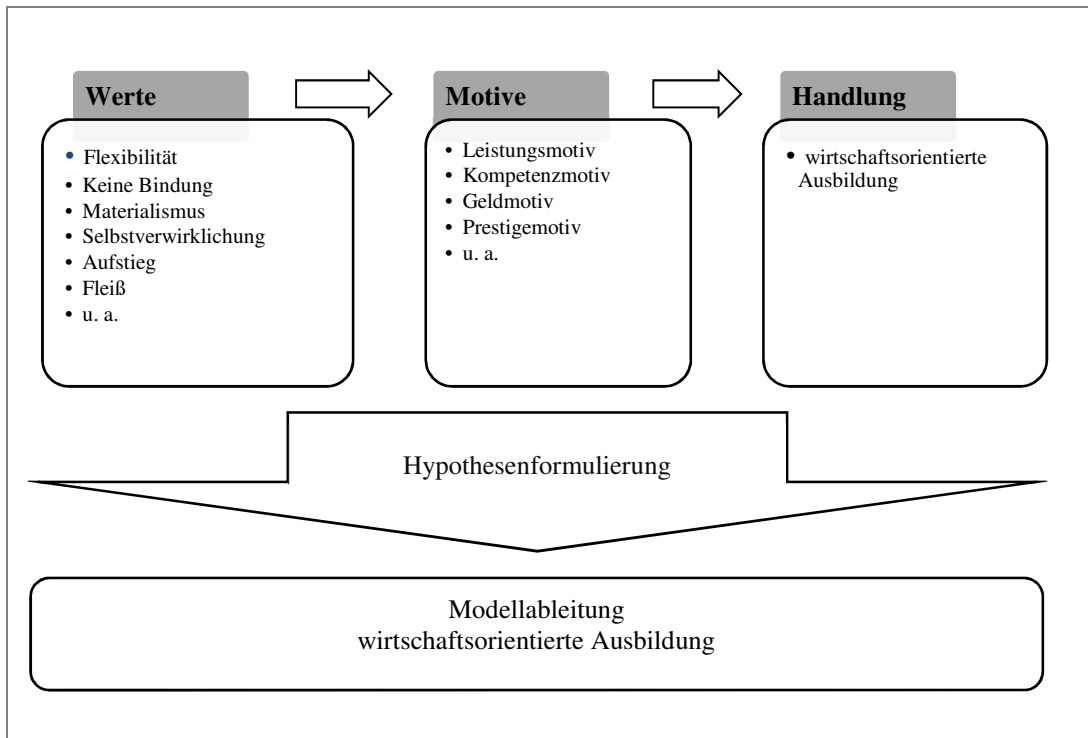 Werte
• Flexibilität
• Keine Bindung
• Materialismus
• Selbstverwirklichung
• Aufstieg
• Fleiß
• u. a.
Motive
• Leistungsmotiv
• Kompetenzmotiv
• Geldmotiv
• Prestigemotiv
• u. a.
Handlung
• wirtschaftsorientierte
Ausbildung
Hypothesenformulierung
Modellableitung
wirtschaftsorientierte Ausbildung